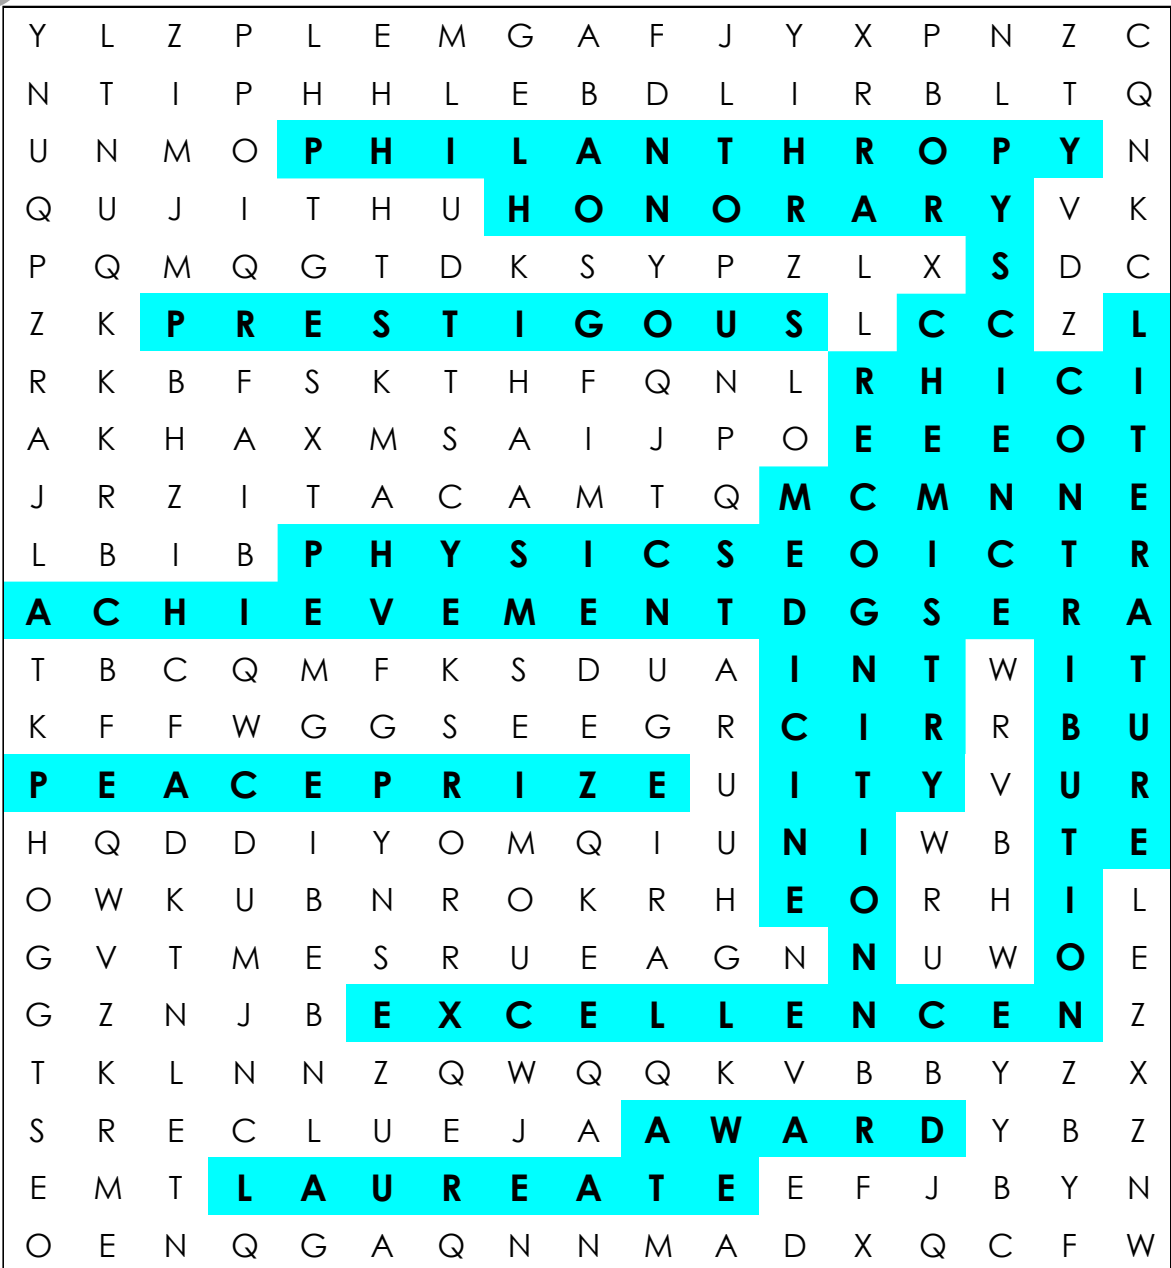 Y L Z P L E M G A F J Y X P N Z C
N T I P H H L E B D L I R B L T Q
U N M O P H I L A N T H R O P Y N
Q U J I T H U H O N O R A R Y V K
P Q M Q G T D K S Y P Z L X S D C
Z K P R E S T I G O U S L C C Z L
R K B F S K T H F Q N L R H I C I
A K H A X M S A I J P O E E E O T
J R Z I T A C A M T Q M C M N N E
L B I B P H Y S I C S E O I C T R
A C H I E V E M E N T D G S E R A
T B C Q M F K S D U A I N T W I T
K F F W G G S E E G R C I R R B U
P E A C E P R I Z E U I T Y V U R
H Q D D I Y O M Q I U N I W B T E
O W K U B N R O K R H E O R H I L
G V T M E S R U E A G N N U W O E
G Z N J B E X C E L L E N C E N Z
T K L N N Z Q W Q Q K V B B Y Z X
S R E C L U E J A A W A R D Y B Z
E M T L A U R E A T E E F J B Y N
O E N Q G A Q N N M A D X Q C F W